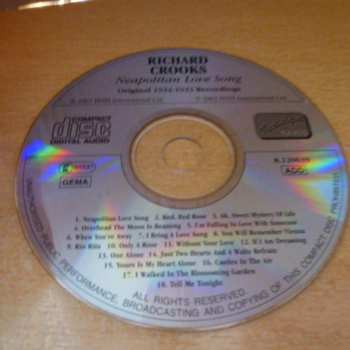 RICHARD
CROOKS
Neapolitan Love Song
Original 1932-1935 Recordings
COMPACT
disc
DIGITAL AUDIO
GEMA
ADD
1. Neapolitan Love Song 2. Red, Red Rose 3. Ah, Sweet Mystery Of Life
4. Overhead The Moon Is Beaming 5. I'm Falling In Love With Someone
6. When You're Away 7. I Bring A Love Song 8. You Will Remember Vienna
9. Rio Rita 10. Only A Rose 11. Without Your Love 12. If I Am Dreaming
13. One Alone 14. Just Two Hearts And A Waltz Refrain
15. Yours Is My Heart Alone 16. Castles In The Air
17. I Walked In The Blossoming Garden
18. Tell Me Tonight
ALL RIGHTS RESERVED. UNAUTHORISED PUBLIC PERFORMANCE, BROADCASTING AND COPYING OF THIS COMPACT DISC